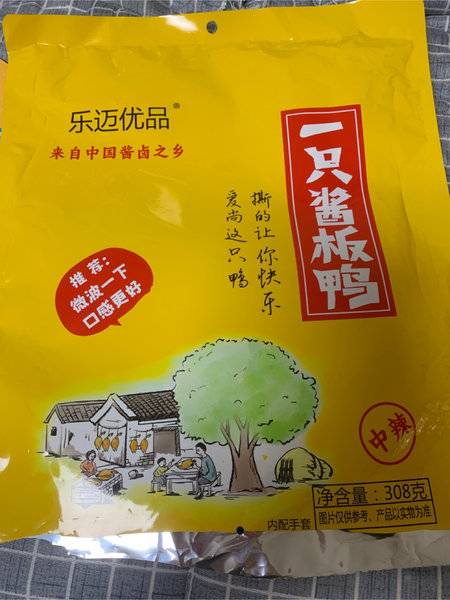 乐迈优品®
来自中国酱卤之乡
一只酱板鸭
撕的让你快乐
爱尚这只鸭
推荐：
微波一下
口感更好
中辣
净含量：308克
图片仅供参考、产品以实物为准
内配手套